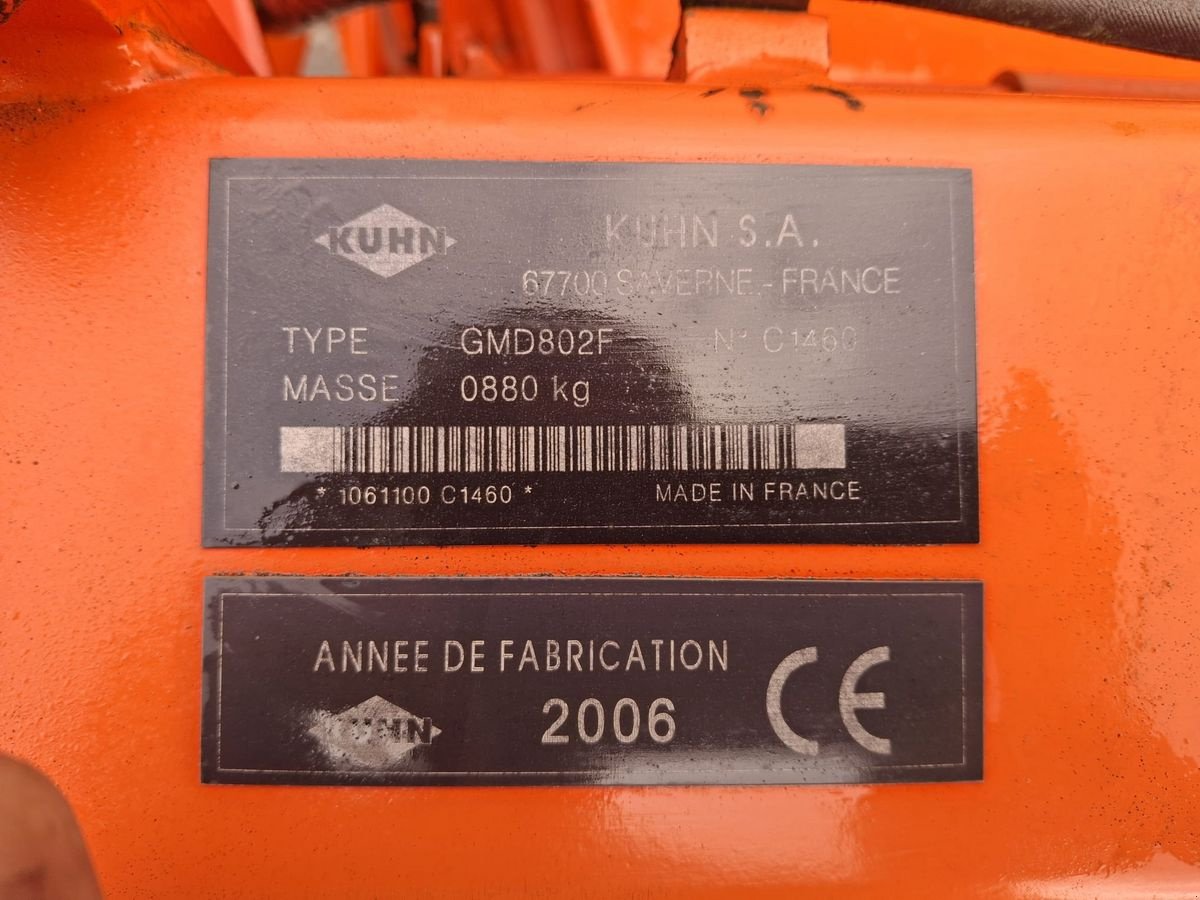 KUHN
KUHN S.A.
67700 SAVERNE - FRANCE
TYPE GMD802F N° C1460
MASSE 0880 kg
* 1061100 C1460 * MADE IN FRANCE
ANNEE DE FABRICATION
KUHN 2006 CE